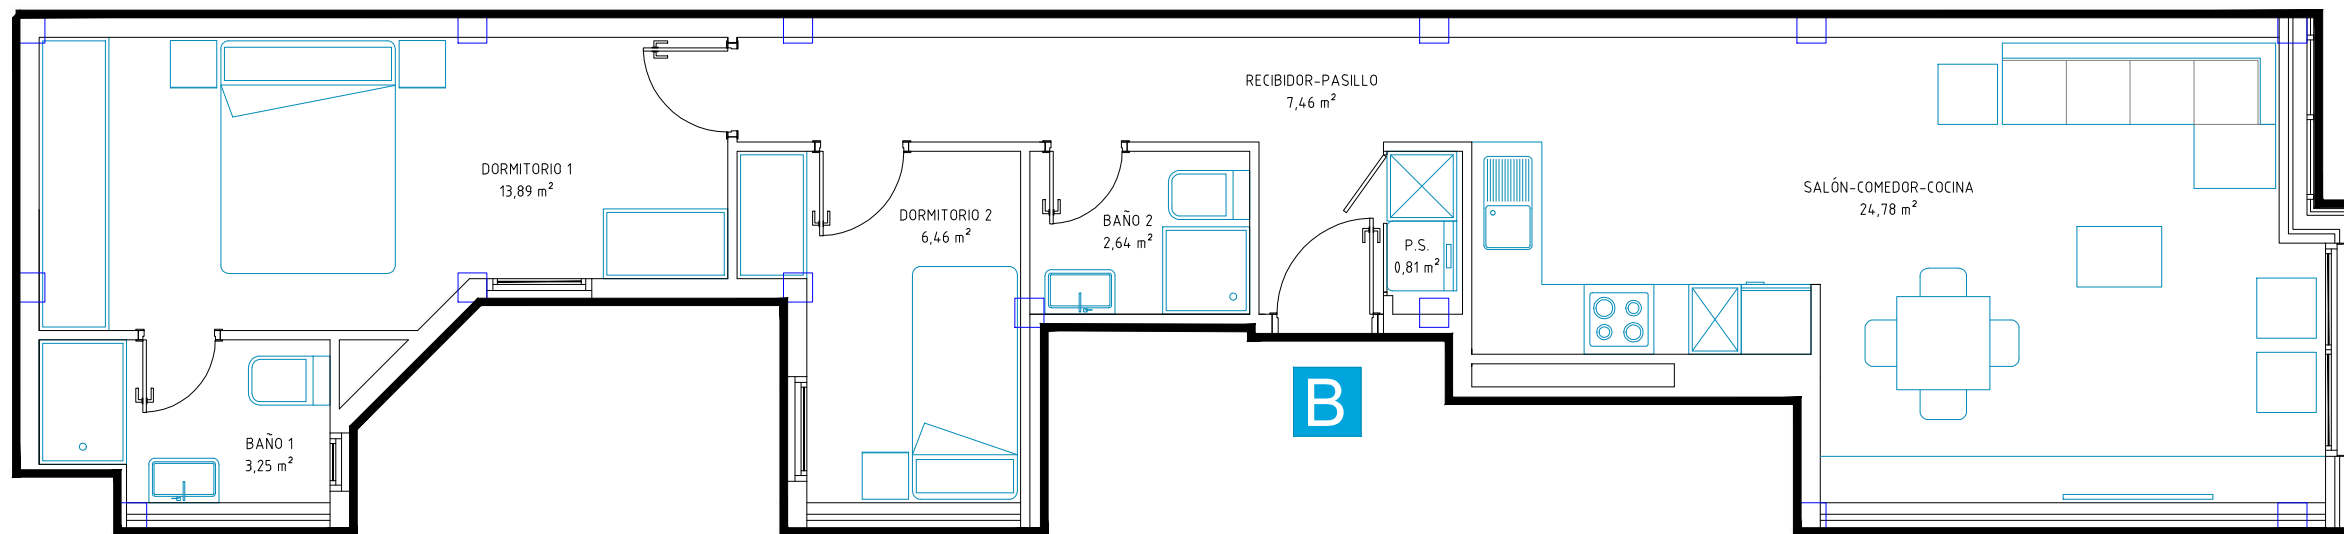 RECIBIDOR-PASILLO
7,46 m²
DORMITORIO 1
13,89 m²
SALÓN-COMEDOR-COCINA
24,78 m²
DORMITORIO 2
6,46 m²
BAÑO 2
2,64 m²
P.S.
0,81 m²
B
BAÑO 1
3,25 m²